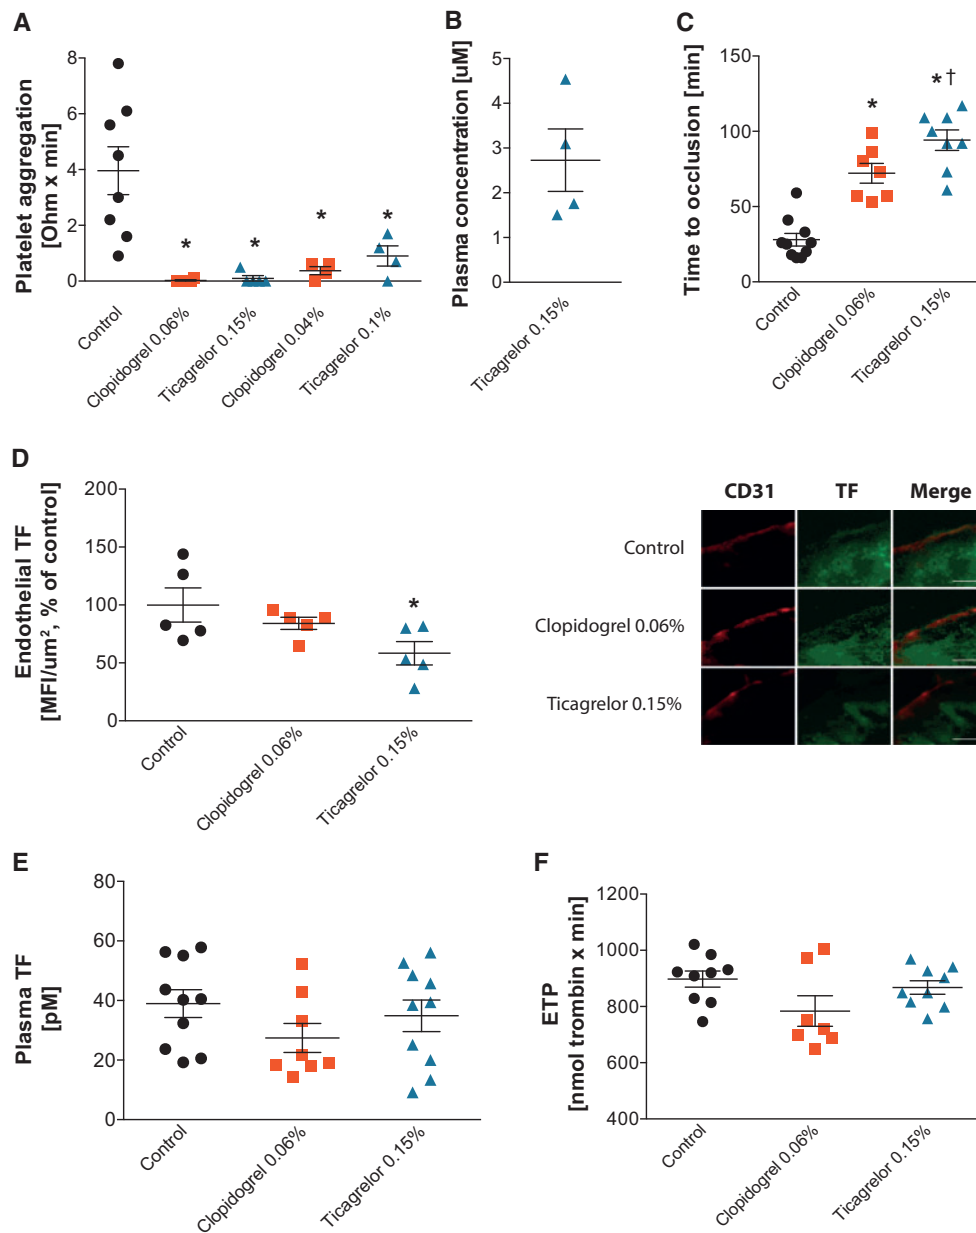 A
Platelet aggregation
[Ohm x min]
8
6
4
2
0
*
*
*
*
Control
Clopidogrel 0.06%
Ticagrelor 0.15%
Clopidogrel 0.04%
Ticagrelor 0.1%
B
Plasma concentration [uM]
5
4
3
2
1
0
Ticagrelor 0.15%
C
Time to occlusion [min]
150
100
50
0
*
* †
Control
Clopidogrel 0.06%
Ticagrelor 0.15%
D
Endothelial TF
[MFI/um², % of control]
200
150
100
50
0
*
Control
Clopidogrel 0.06%
Ticagrelor 0.15%
CD31 TF Merge
Control
Clopidogrel 0.06%
Ticagrelor 0.15%
E
Plasma TF
[pM]
80
60
40
20
0
Control
Clopidogrel 0.06%
Ticagrelor 0.15%
F
ETP
[nmol trombin x min]
1200
1000
800
600
400
Control
Clopidogrel 0.06%
Ticagrelor 0.15%